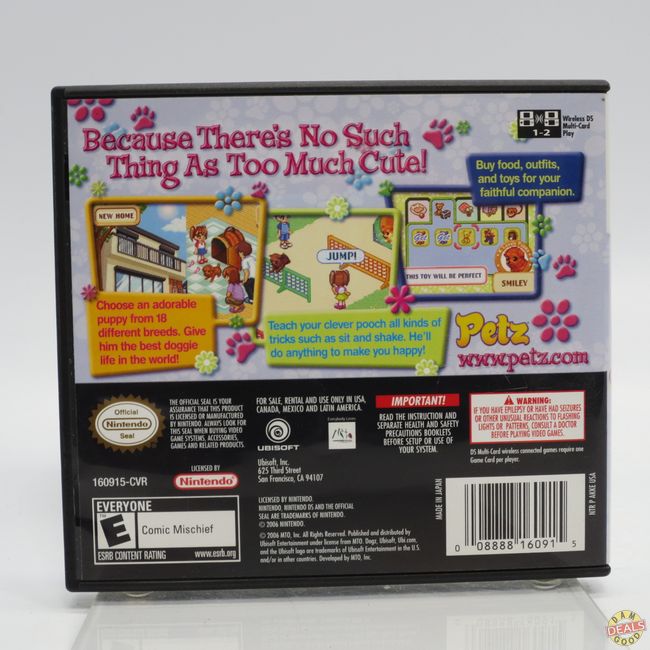 Because There's No Such
Thing As Too Much Cute!
1-2
Wireless DS
Multi-Card
Play
Buy food, outfits,
and toys for your
faithful companion.
NEW HOME
JUMP!
THIS TOY WILL BE PERFECT
SMILEY
Choose an adorable
puppy from 18
different breeds. Give
him the best doggie
life in the world!
Teach your clever pooch all kinds of
tricks such as sit and shake. He'll
do anything to make you happy!
Petz
www.petz.com
Official
Nintendo
Seal
THE OFFICIAL SEAL IS YOUR
ASSURANCE THAT THIS PRODUCT
IS LICENSED OR MANUFACTURED
BY NINTENDO. ALWAYS LOOK FOR
THIS SEAL WHEN BUYING VIDEO
GAME SYSTEMS, ACCESSORIES,
GAMES AND RELATED PRODUCTS.
FOR SALE, RENTAL AND USE ONLY IN USA,
CANADA, MEXICO AND LATIN AMERICA.
UBISOFT
Ubisoft, Inc.
625 Third Street
San Francisco, CA 94107
IMPORTANT!
READ THE INSTRUCTION AND
SEPARATE HEALTH AND SAFETY
PRECAUTIONS BOOKLETS
BEFORE SETUP OR USE OF
YOUR SYSTEM.
WARNING:
IF YOU HAVE EPILEPSY OR HAVE HAD SEIZURES
OR OTHER UNUSUAL REACTIONS TO FLASHING
LIGHTS OR PATTERNS, CONSULT A DOCTOR
BEFORE PLAYING VIDEO GAMES.
DS Multi-Card wireless connected games require one
Game Card per player.
160915-CVR
LICENSED BY
Nintendo
EVERYONE
E
Comic Mischief
ESRB CONTENT RATING
www.esrb.org
LICENSED BY NINTENDO.
NINTENDO, NINTENDO DS AND THE OFFICIAL
SEAL ARE TRADEMARKS OF NINTENDO.
© 2006 NINTENDO.
© 2006 MTO, Inc. All Rights Reserved. Published and distributed by
Ubisoft Entertainment under license from MTO. Dogz, Ubisoft, Ubi.com,
and the Ubisoft logo are trademarks of Ubisoft Entertainment in the U.S.
and/or in other countries. Developed by MTO, Inc.
MADE IN JAPAN
NTR P AKKE USA
0 08888 16091 5
DAM
DEALS
GOOD